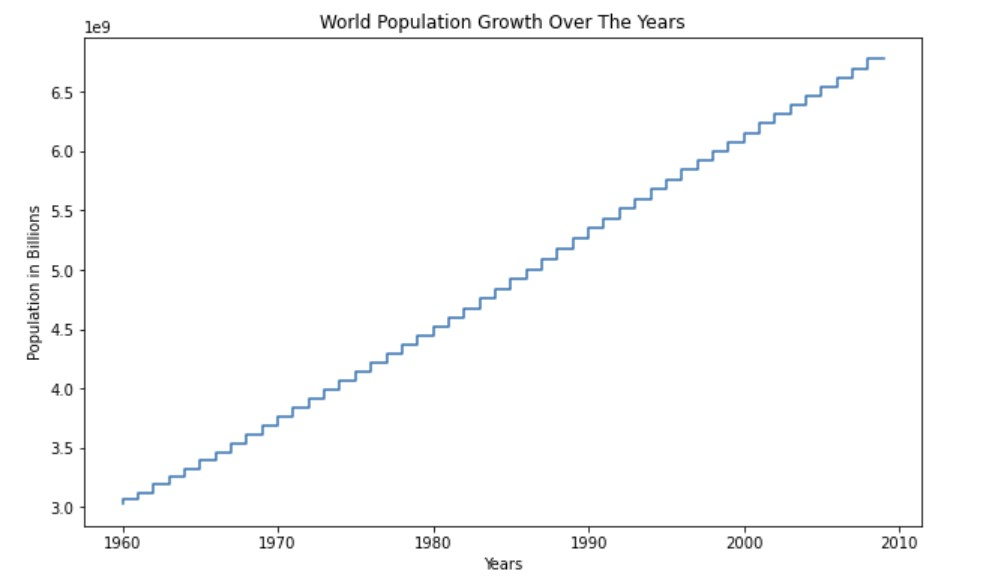 World Population Growth Over The Years
1e9
6.5
6.0
5.5
5.0
4.5
4.0
3.5
3.0
Population in Billions
1960 1970 1980 1990 2000 2010
Years